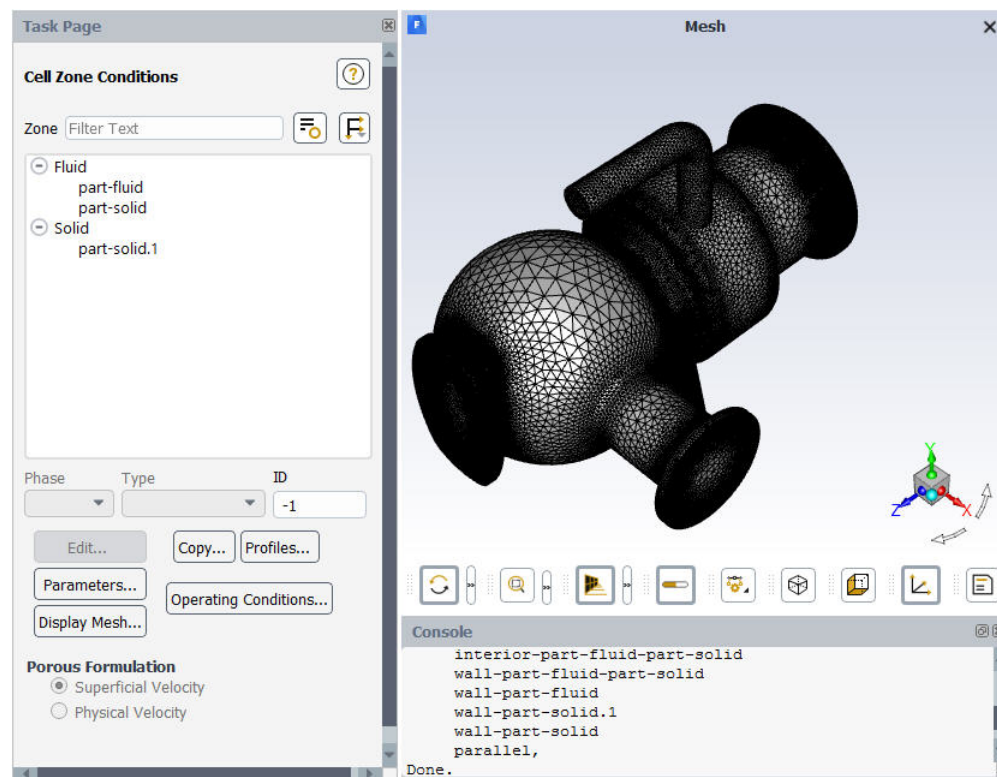 Task Page
Cell Zone Conditions
Zone Filter Text
Fluid
part-fluid
part-solid
Solid
part-solid.1
Phase Type ID
-1
Edit... Copy... Profiles...
Parameters... Operating Conditions...
Display Mesh...
Porous Formulation
Superficial Velocity
Physical Velocity
Mesh
Y
Z X
Console
interior-part-fluid-part-solid
wall-part-fluid-part-solid
wall-part-fluid
wall-part-solid.1
wall-part-solid
parallel,
Done.